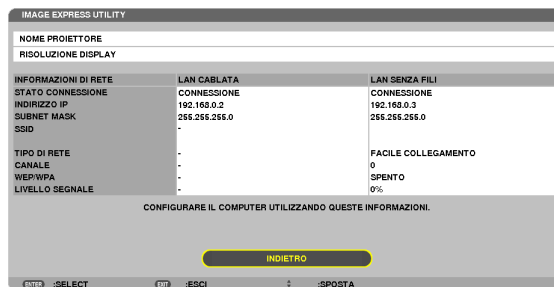 IMAGE EXPRESS UTILITY
NOME PROIETTORE
RISOLUZIONE DISPLAY
INFORMAZIONI DI RETE LAN CABLATA LAN SENZA FILI
STATO CONNESSIONE CONNESSIONE CONNESSIONE
INDIRIZZO IP 192.168.0.2 192.168.0.3
SUBNET MASK 255.255.255.0 255.255.255.0
SSID -
TIPO DI RETE - FACILE COLLEGAMENTO
CANALE - 0
WEP/WPA - SPENTO
LIVELLO SEGNALE - 0%
CONFIGURARE IL COMPUTER UTILIZZANDO QUESTE INFORMAZIONI.
INDIETRO
ENTER :SELECT EXIT :ESCI :SPOSTA